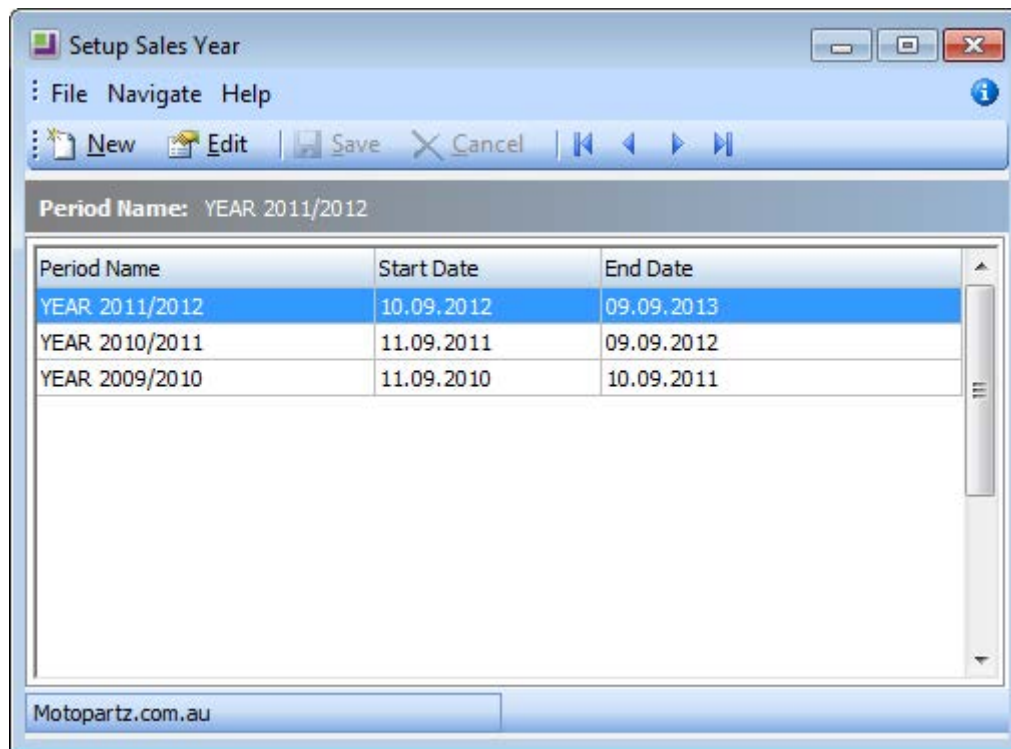 Setup Sales Year
File Navigate Help
New Edit Save Cancel
Period Name: YEAR 2011/2012
Period Name Start Date End Date
YEAR 2011/2012 10.09.2012 09.09.2013
YEAR 2010/2011 11.09.2011 09.09.2012
YEAR 2009/2010 11.09.2010 10.09.2011
Motopartz.com.au